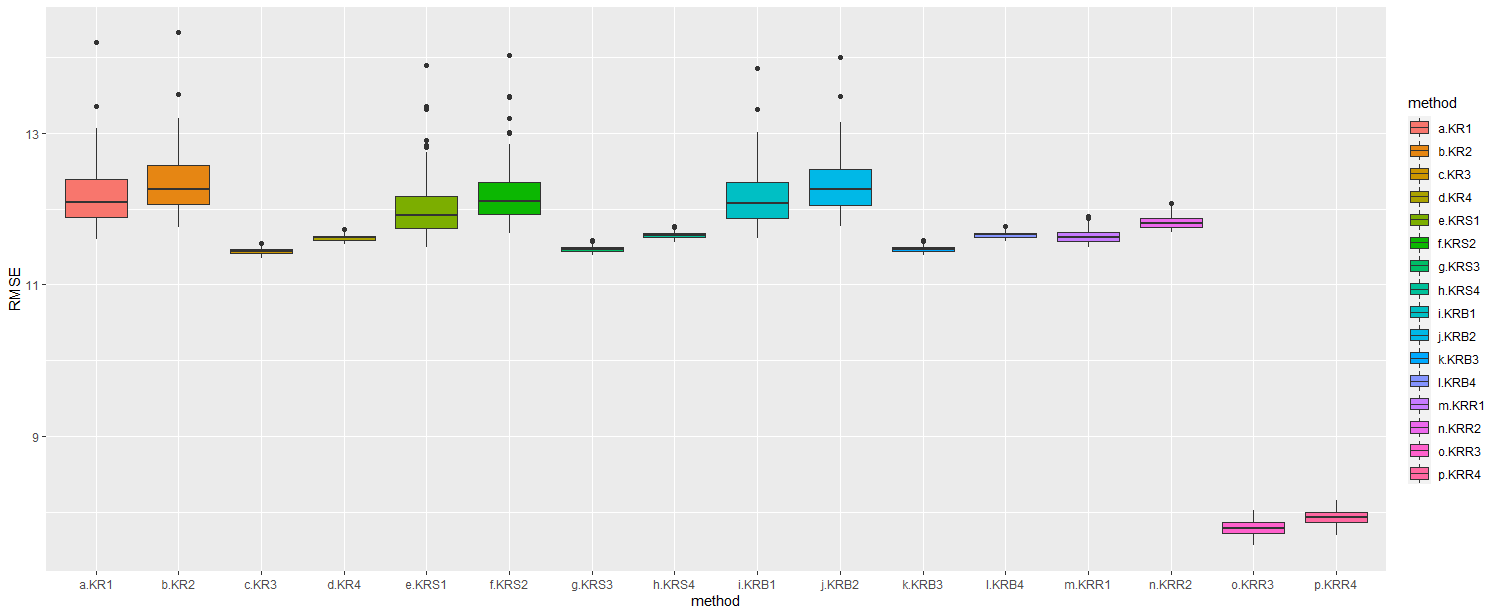 RMSE
13
11
9
a.KR1 b.KR2 c.KR3 d.KR4 e.KRS1 f.KRS2 g.KRS3 h.KRS4 i.KRB1 j.KRB2 k.KRB3 l.KRB4 m.KRR1 n.KRR2 o.KRR3 p.KRR4
method
method
a.KR1
b.KR2
c.KR3
d.KR4
e.KRS1
f.KRS2
g.KRS3
h.KRS4
i.KRB1
j.KRB2
k.KRB3
l.KRB4
m.KRR1
n.KRR2
o.KRR3
p.KRR4